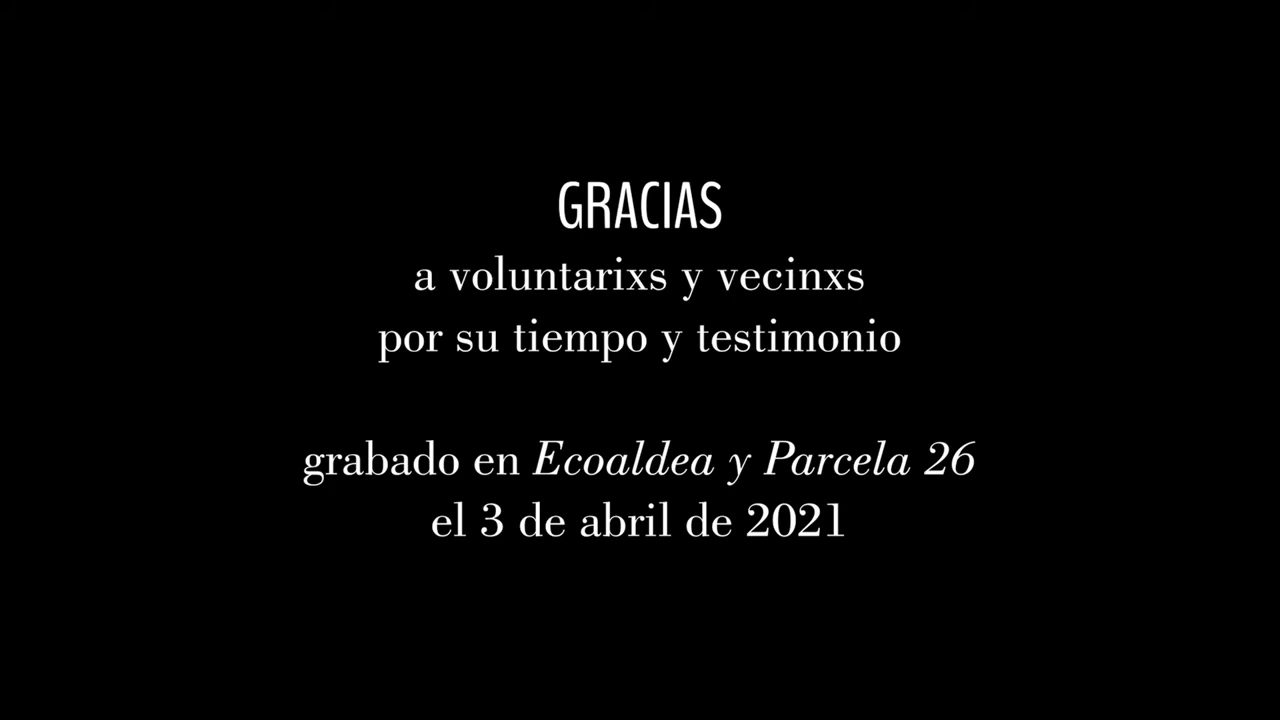 GRACIAS
a voluntarixs y vecinxs
por su tiempo y testimonio
grabado en Ecoaldea y Parcela 26
el 3 de abril de 2021